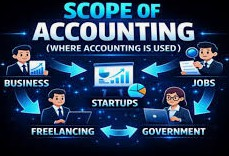 SCOPE OF
ACCOUNTING
(WHERE ACCOUNTING IS USED)
BUSINESS
STARTUPS
JOBS
FREELANCING
GOVERNMENT